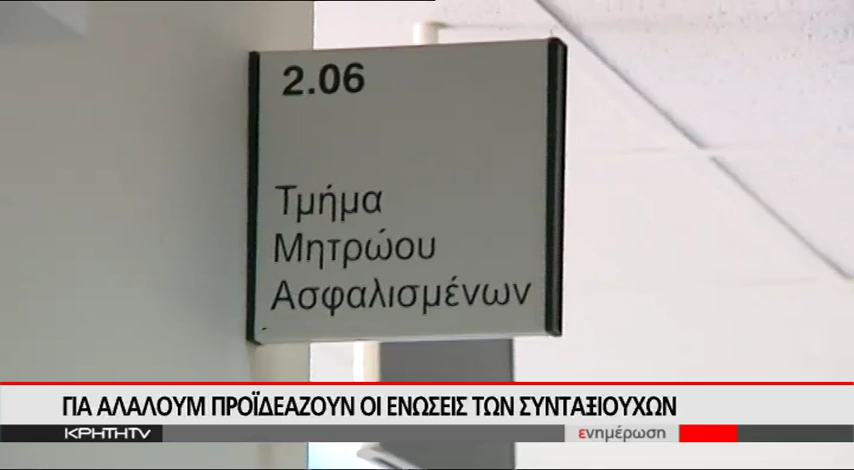 2.06
Τμήμα
Μητρώου
Ασφαλισμένων
ΓΙΑ ΑΛΑΛΟΥΜ ΠΡΟΪΔΕΑΖΟΥΝ ΟΙ ΕΝΩΣΕΙΣ ΤΩΝ ΣΥΝΤΑΞΙΟΥΧΩΝ
ΚΡΗΤΗTV ενημέρωση